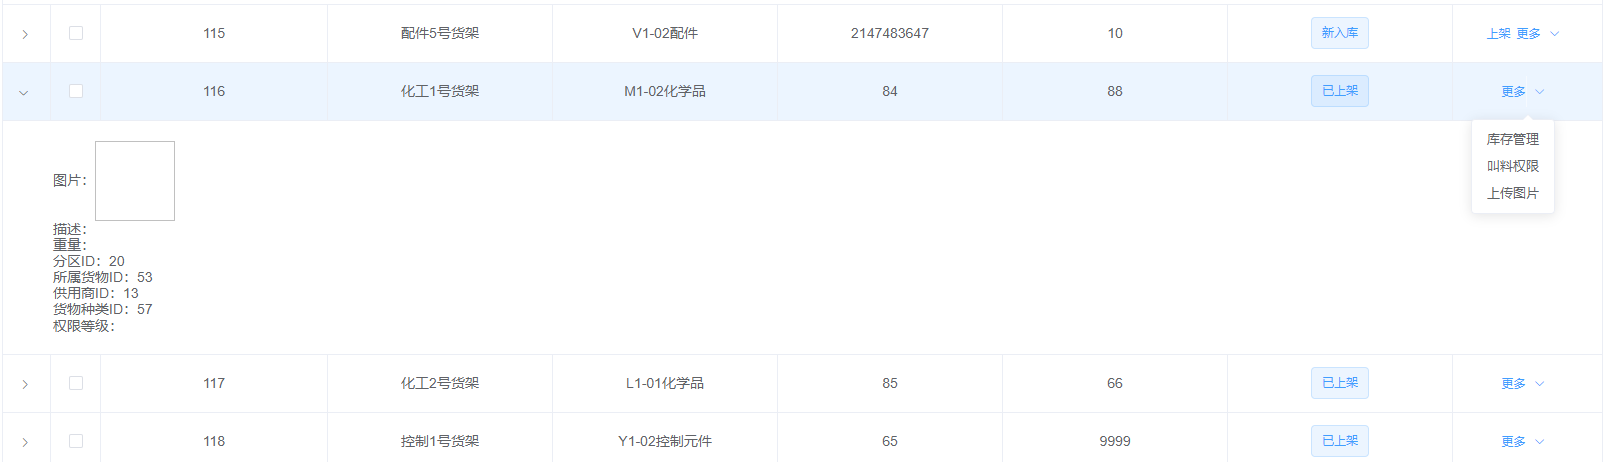 115 配件5号货架 V1-02配件 2147483647 10 新入库 上架 更多
116 化工1号货架 M1-02化学品 84 88 已上架 更多
库存管理
叫料权限
上传图片
图片：
描述：
重量：
分区ID：20
所属货物ID：53
供用商ID：13
货物种类ID：57
权限等级：
117 化工2号货架 L1-01化学品 85 66 已上架 更多
118 控制1号货架 Y1-02控制元件 65 9999 已上架 更多